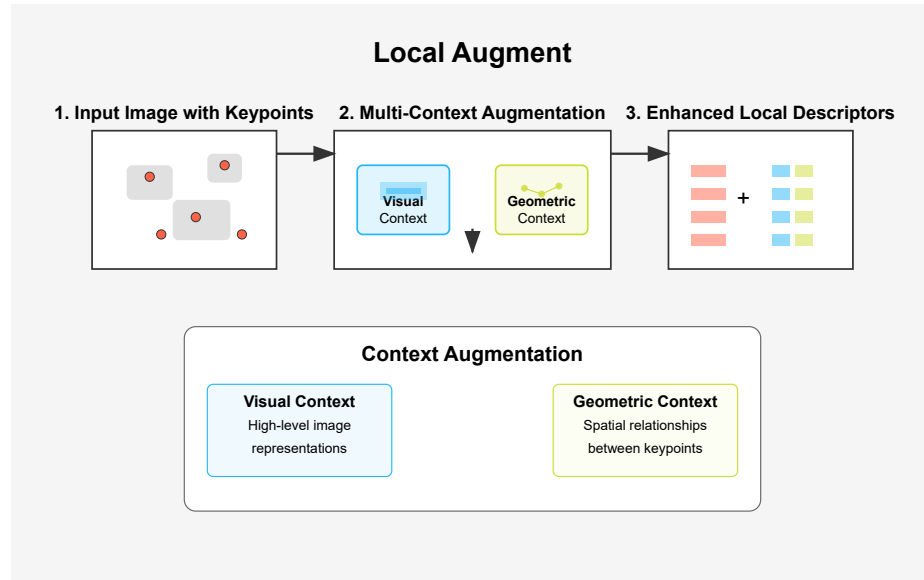 Local Augment
1. Input Image with Keypoints
2. Multi-Context Augmentation
3. Enhanced Local Descriptors
Visual
Context
Geometric
Context
+
Context Augmentation
Visual Context
High-level image
representations
Geometric Context
Spatial relationships
between keypoints